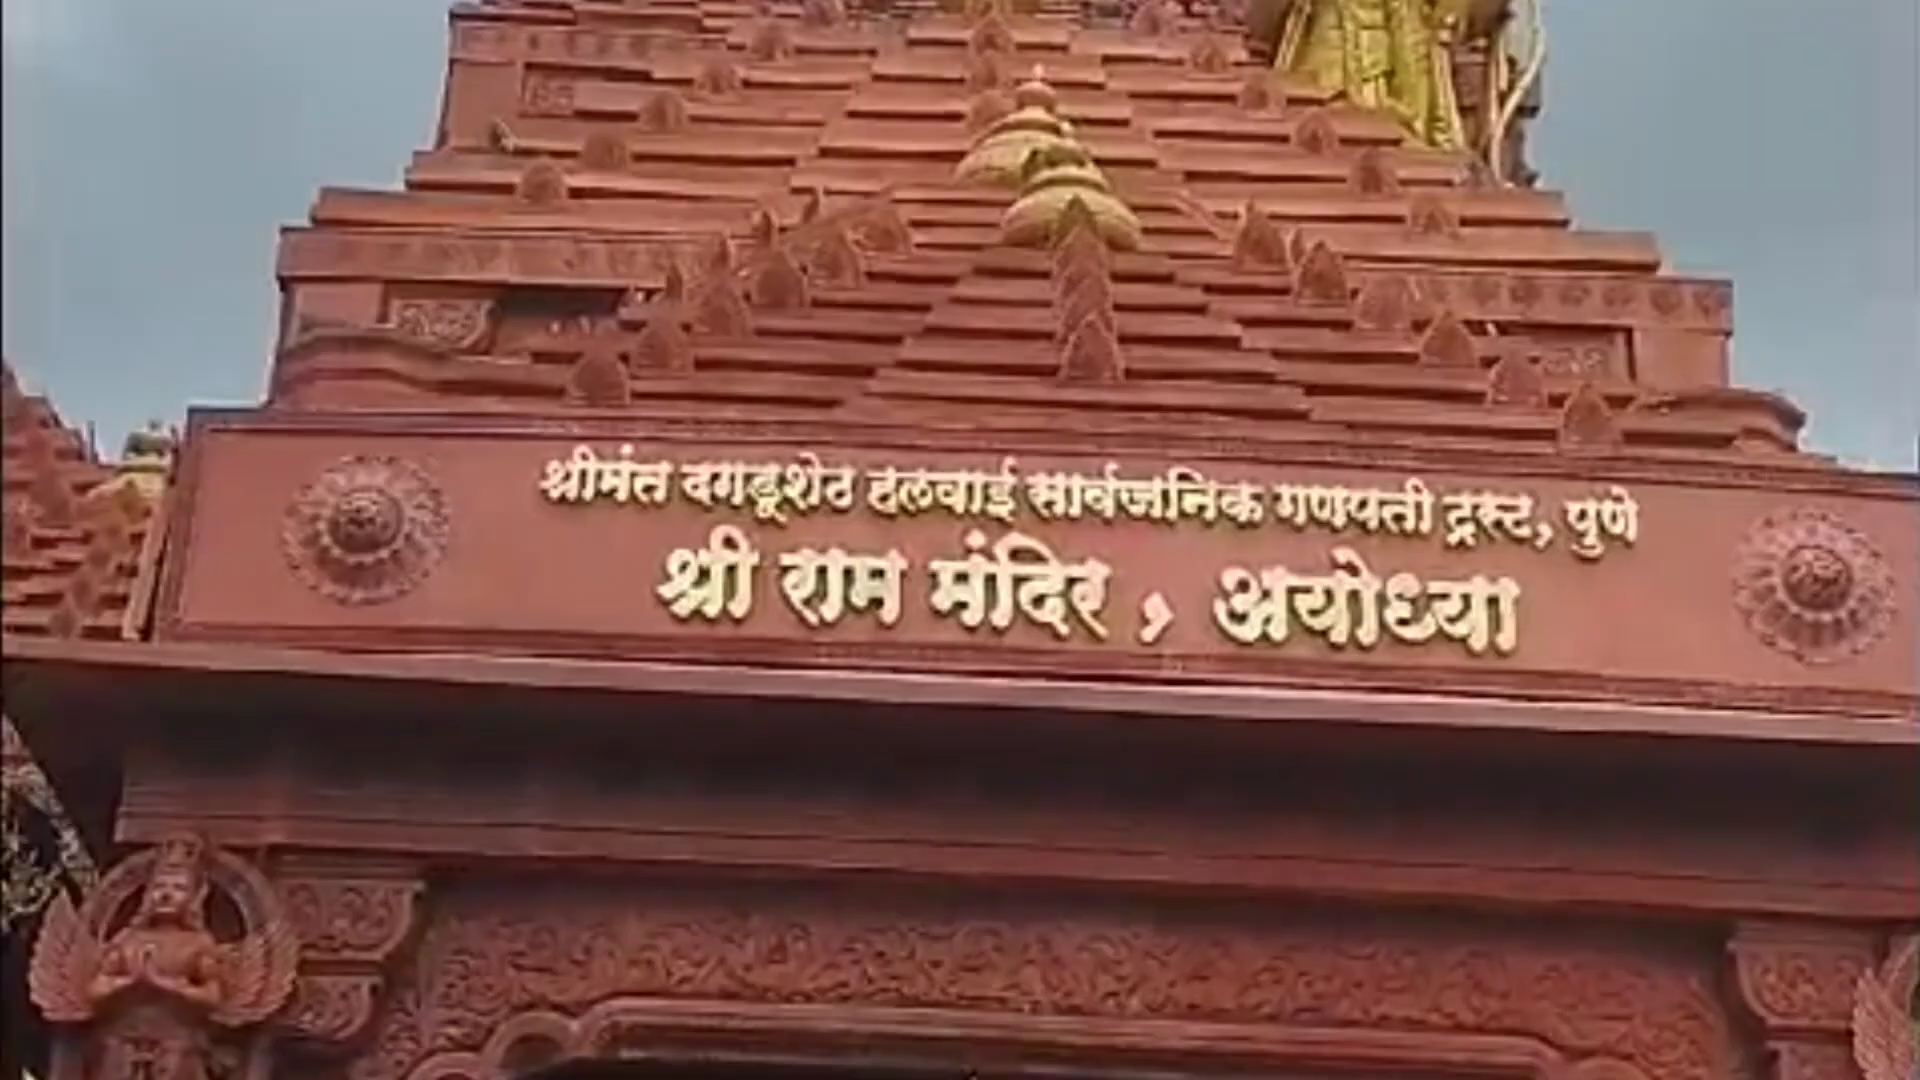 श्रीमंत दगडूशेठ हलवाई सार्वजनिक गणपती ट्रस्ट, पुणे
श्री राम मंदिर , अयोध्या